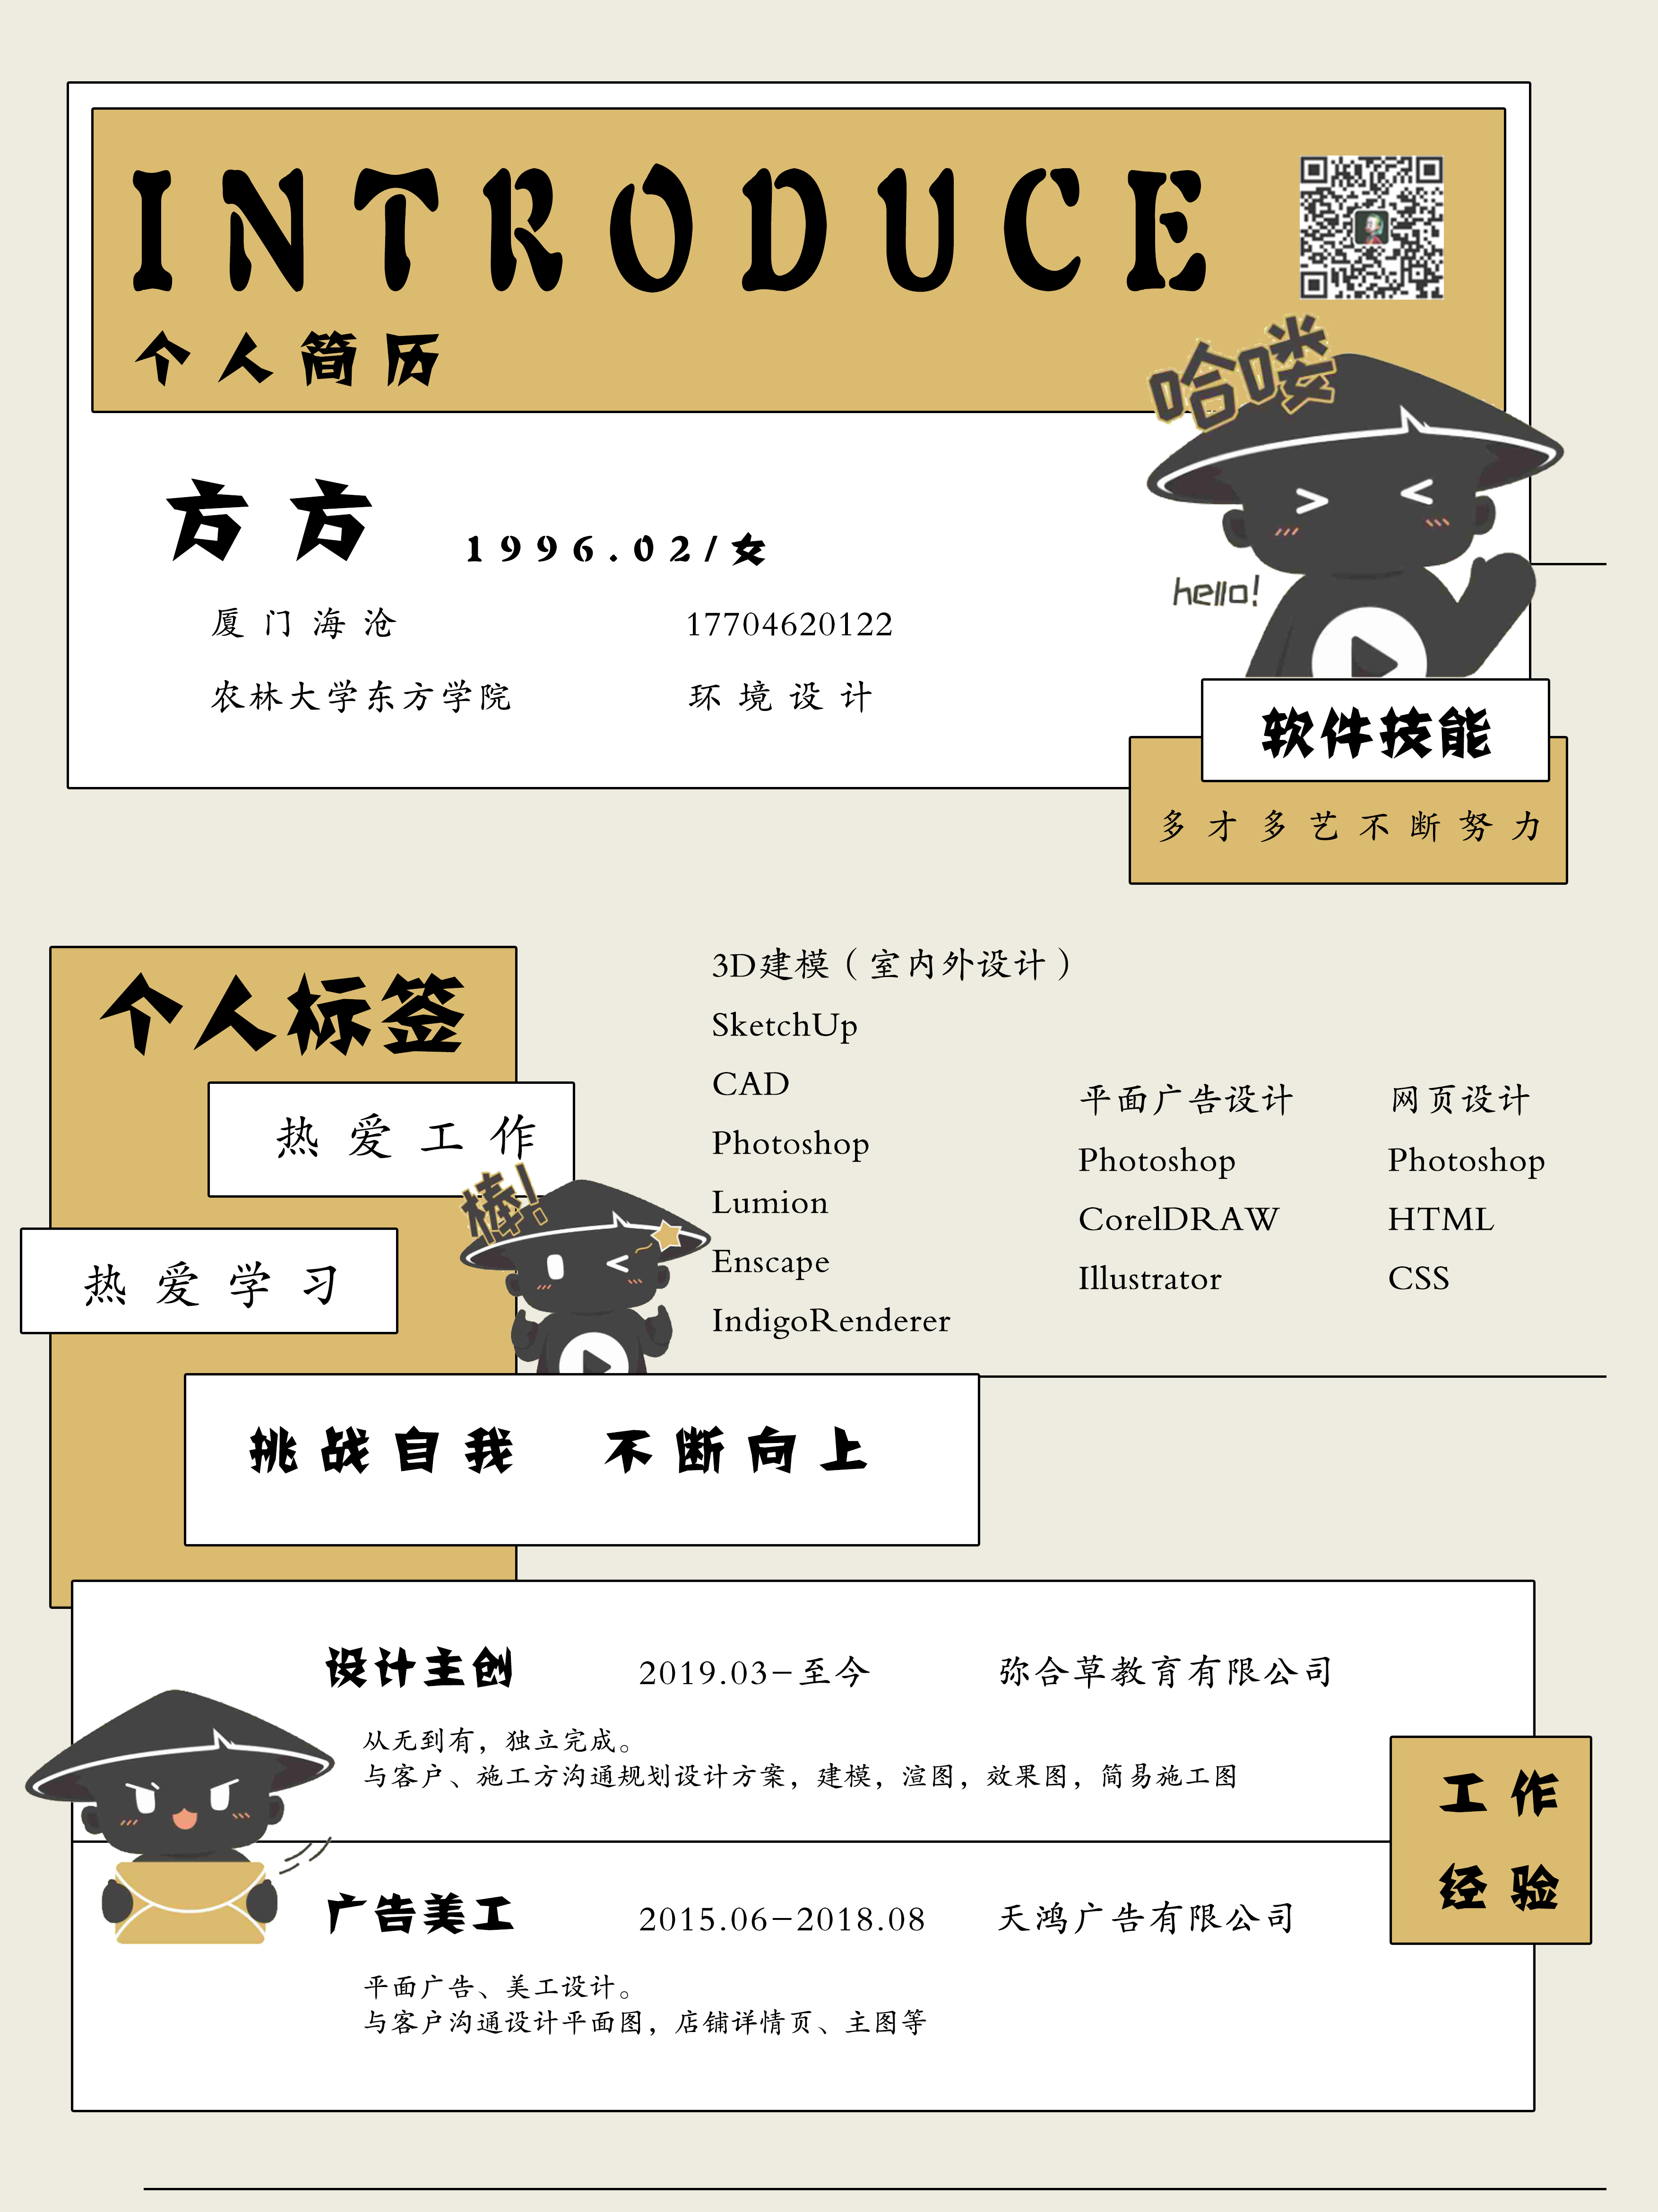 INTRODUCE
个人简历
哈喽
方方 1996.02/女
hello!
厦门海沧 17704620122
农林大学东方学院 环境设计
软件技能
多才多艺不断努力
个人标签
热爱工作
棒!
热爱学习
挑战自我 不断向上
3D建模（室内外设计）
SketchUp
CAD
Photoshop
Lumion
Enscape
IndigoRenderer
平面广告设计
Photoshop
CorelDRAW
Illustrator
网页设计
Photoshop
HTML
CSS
工作
经验
设计主创 2019.03-至今 弥合草教育有限公司
从无到有，独立完成。
与客户、施工方沟通规划设计方案，建模，渲图，效果图，简易施工图
广告美工 2015.06-2018.08 天鸿广告有限公司
平面广告、美工设计。
与客户沟通设计平面图，店铺详情页、主图等